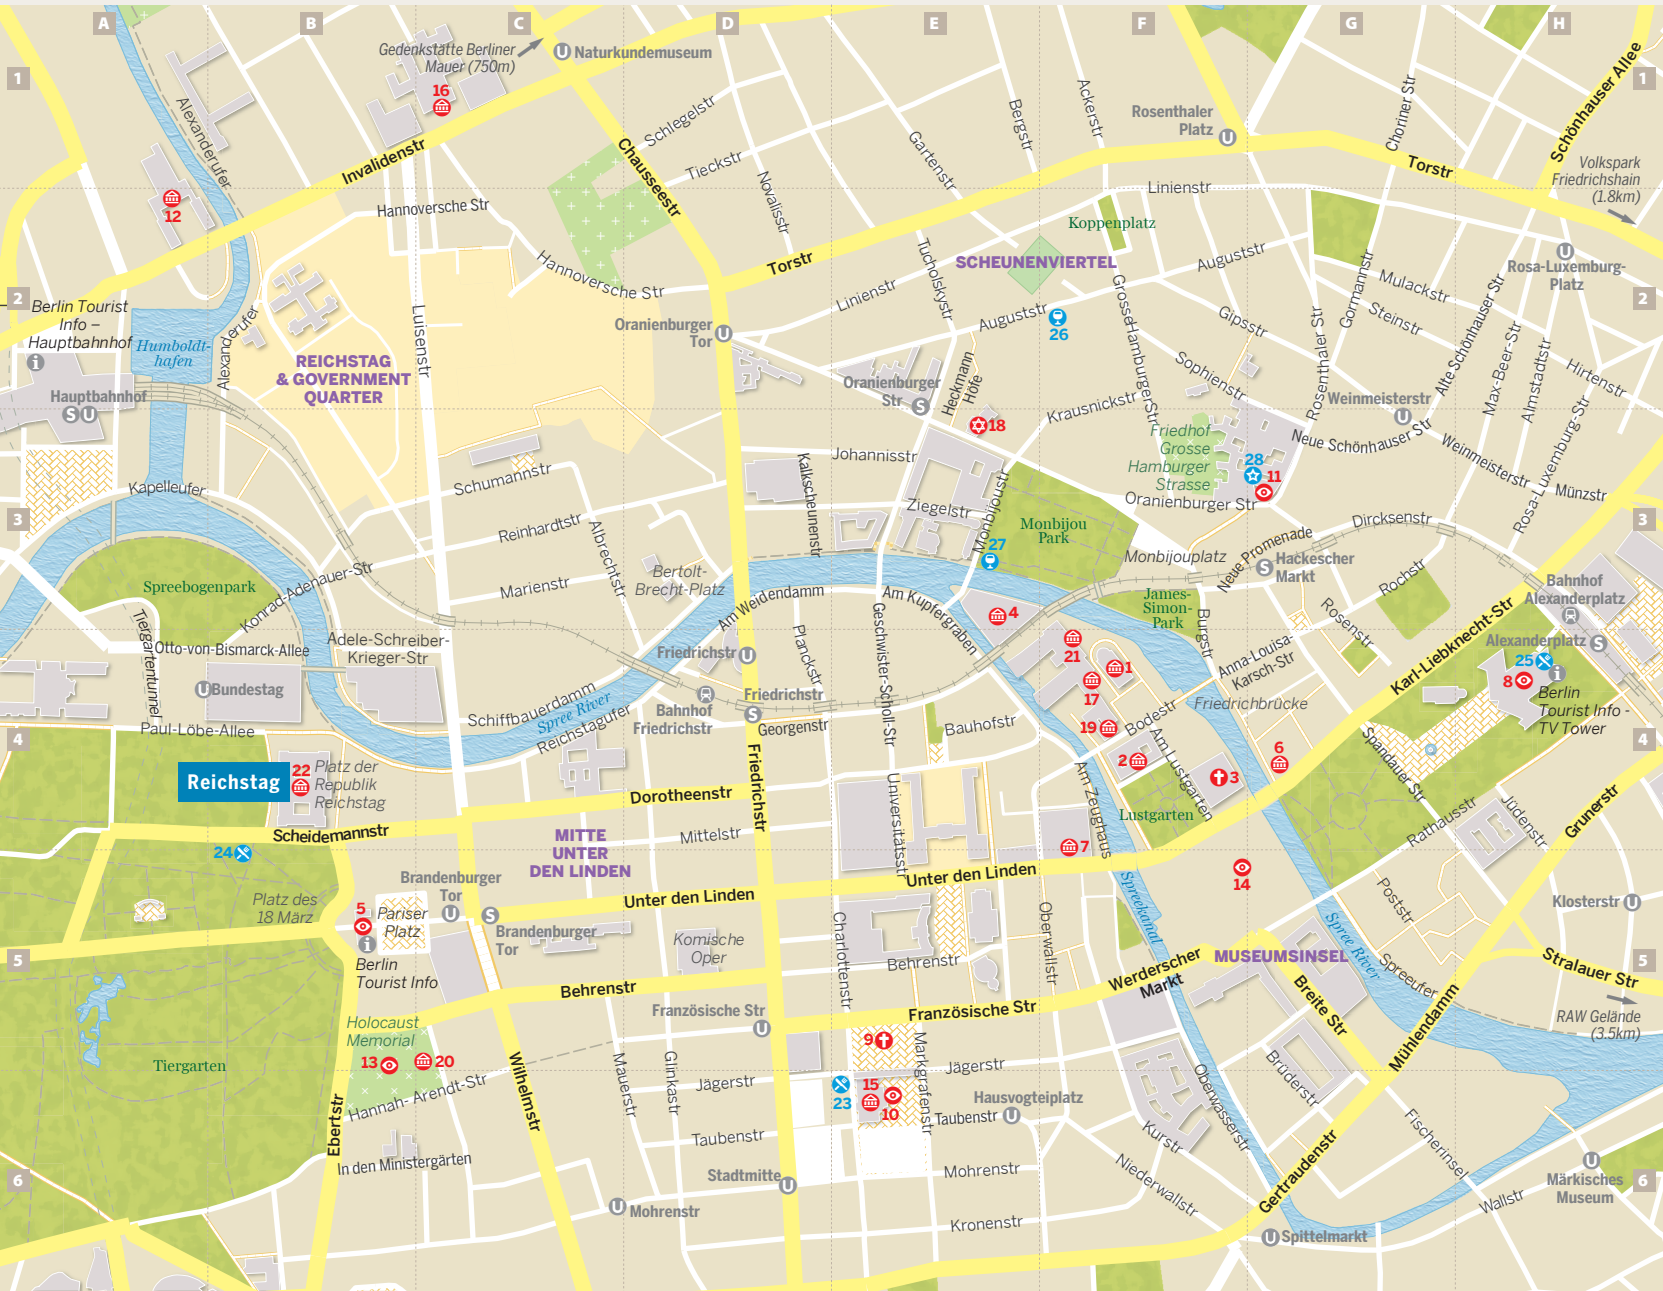 A
B
C
D
E
F
G
H
1
1
2
2
3
3
4
4
5
5
6
6
Gedenkstätte Berliner
Mauer (750m)
Naturkundemuseum
16
Alexanderufer
Invalidenstr
12
Chausseestr
Schlegelstr
Tieckstr
Novalisstr
Gartenstr
Bergstr
Ackerstr
Rosenthaler
Platz
Choriner Str
Schönhauser Allee
Torstr
Volkspark
Friedrichshain
(1.8km)
Linienstr
Hannoversche Str
Hannoversche Str
Torstr
Koppenplatz
SCHEUNENVIERTEL
Tucholskystr
Linienstr
Auguststr
Auguststr
26
Grosse Hamburger Str
Gipsstr
Sophienstr
Rosenthaler Str
Gormannstr
Mulackstr
Steinstr
Alte Schönhauser Str
Max-Beer-Str
Almstadtstr
Hirtenstr
Rosa-Luxemburg-
Platz
Rosa-Luxemburg-Str
Berlin Tourist
Info –
Hauptbahnhof
Humboldt-
hafen
Alexanderufer
Hauptbahnhof
REICHSTAG
& GOVERNMENT
QUARTER
Luisenstr
Oranienburger
Tor
Oranienburger
Str
Heckmann
Höfe
18
Krausnickstr
Weinmeisterstr
Neue Schönhauser Str
Weinmeisterstr
Münzstr
Friedhof
Grosse
Hamburger
Strasse
28
11
Oranienburger Str
Johannisstr
Kalkscheunenstr
Ziegelstr
Monbijoustr
Monbijou
Park
27
Monbijouplatz
Neue Promenade
Dircksenstr
Hackescher
Markt
Rochstr
Rosenstr
Bahnhof
Alexanderplatz
Alexanderplatz
Karl-Liebknecht-Str
25
8
Berlin
Tourist Info -
TV Tower
Kapelleufer
Schumannstr
Reinhardtstr
Albrechtstr
Marienstr
Bertolt-
Brecht-Platz
Am Weidendamm
Am Kupfergraben
4
James-
Simon-
Park
Burgstr
Anna-Louisa-
Karsch-Str
Friedrichbrücke
Spreebogenpark
Konrad-Adenauer-Str
Otto-von-Bismarck-Allee
Tiergartentunnel
Adele-Schreiber-
Krieger-Str
Bundestag
Paul-Löbe-Allee
Schiffbauerdamm
Spree River
Reichstagufer
Friedrichstr
Bahnhof
Friedrichstr
Friedrichstr
Planckstr
Georgenstr
Geschwister-Scholl-Str
Bauhofstr
21
1
17
19
Bodestr
2
Am Lustgarten
3
6
Lustgarten
Spandauer Str
Rathausstr
Jüdenstr
Grunerstr
Reichstag
22
Platz der
Republik
Reichstag
Scheidemannstr
24
Dorotheenstr
Friedrichstr
Mittelstr
MITTE
UNTER
DEN LINDEN
Universitätsstr
Am Zeughaus
7
14
Unter den Linden
Unter den Linden
Brandenburger
Tor
Pariser
Platz
Platz des
18 März
5
Berlin
Tourist Info
Brandenburger
Tor
Komische
Oper
Behrenstr
Behrenstr
Charlottenstr
Oberwallstr
Spreekanal
Werderscher
Markt
MUSEUMSINSEL
Spree River
Poststr
Spreeufer
Klosterstr
Stralauer Str
RAW Gelände
(3.5km)
Breite Str
Mühlendamm
Tiergarten
Holocaust
Memorial
13
20
Hannah- Arendt-Str
Ebertstr
In den Ministergärten
Wilhelmstr
Mauerstr
Glinkastr
Französische Str
Französische Str
9
Markgrafenstr
Jägerstr
Jägerstr
23
15
10
Taubenstr
Taubenstr
Hausvogteiplatz
Mohrenstr
Mohrenstr
Stadtmitte
Kronenstr
Kurstr
Niederwallstr
Oberwasserstr
Brüderstr
Gertraudenstr
Fischerinsel
Wallstr
Spittelmarkt
Märkisches
Museum